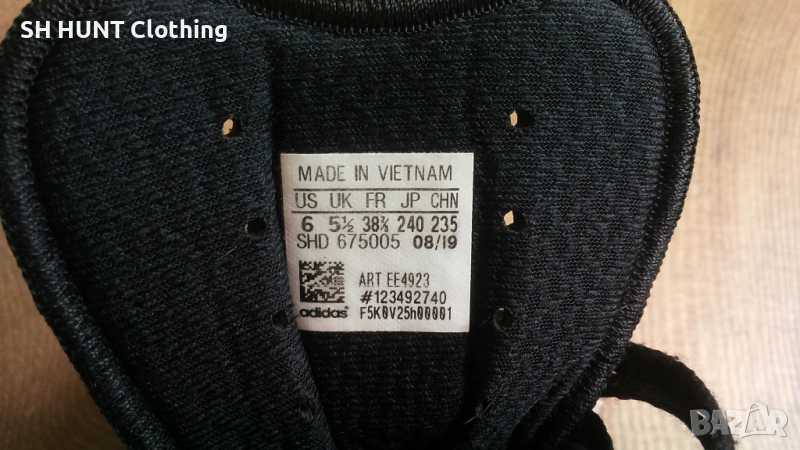 SH HUNT Clothing
MADE IN VIETNAM
US UK FR JP CHN
6 5½ 38⅔ 240 235
SHD 675005 08/19
ART EE4923
#123492740
adidas F5K0V25h00001
BAZAR